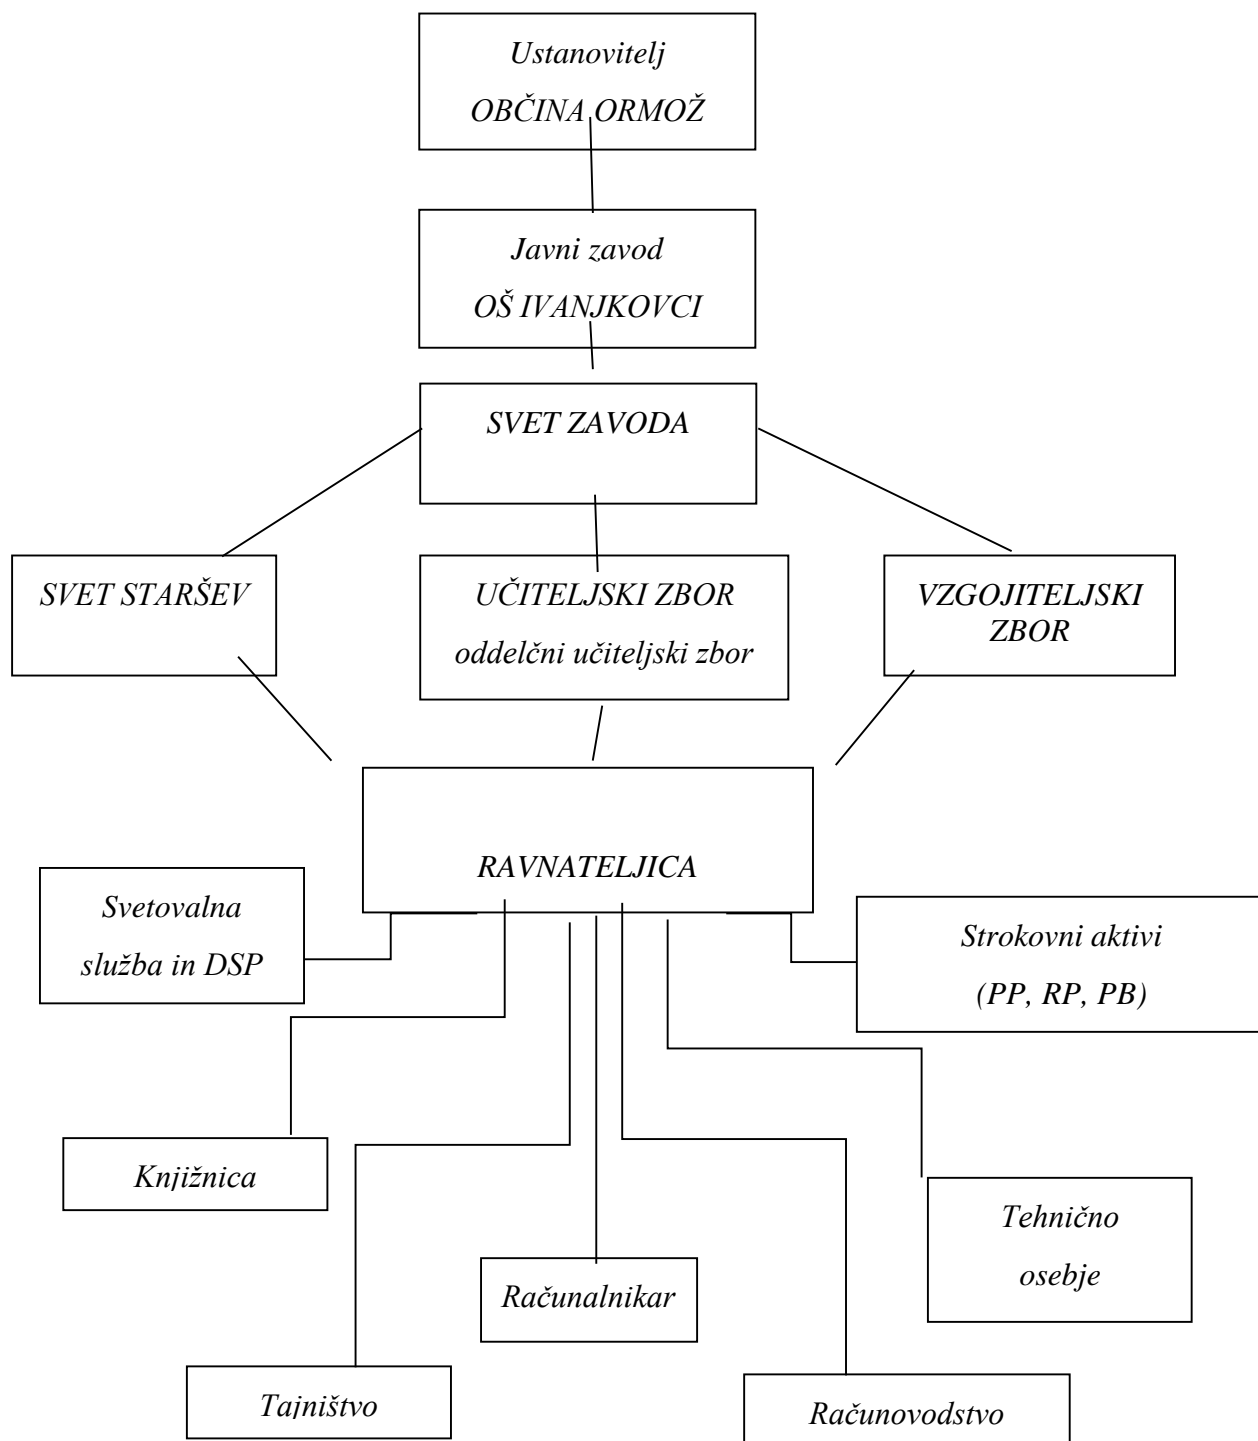 Ustanovitelj
OBČINA ORMOŽ
Javni zavod
OŠ IVANJKOVCI
SVET ZAVODA
SVET STARŠEV
UČITELJSKI ZBOR
oddelčni učiteljski zbor
VZGOJITELJSKI
ZBOR
RAVNATELJICA
Svetovalna
služba in DSP
Strokovni aktivi
(PP, RP, PB)
Knjižnica
Tehnično
osebje
Računalnikar
Tajništvo
Računovodstvo